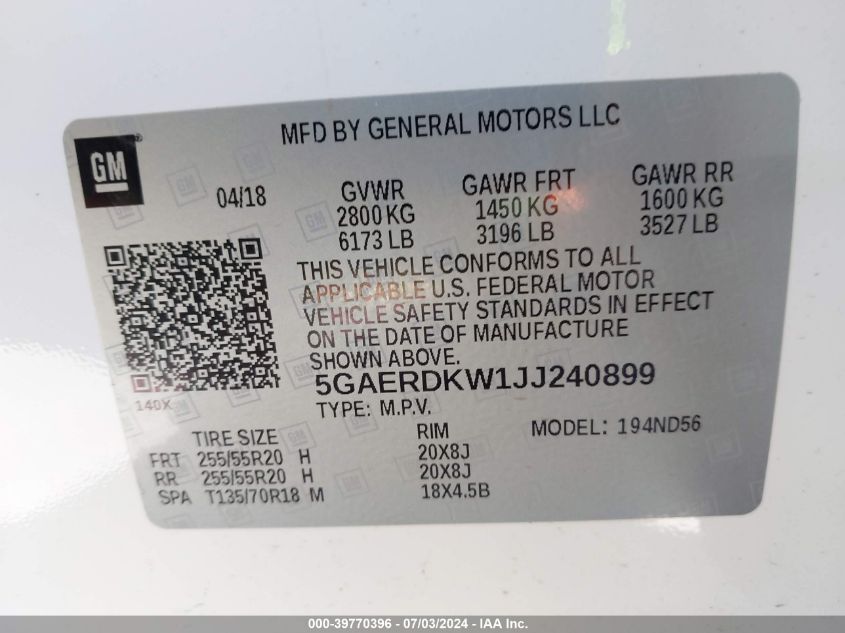 MFD BY GENERAL MOTORS LLC
GM
04/18
GVWR GAWR FRT GAWR RR
2800 KG 1450 KG 1600 KG
6173 LB 3196 LB 3527 LB
THIS VEHICLE CONFORMS TO ALL
APPLICABLE U.S. FEDERAL MOTOR
VEHICLE SAFETY STANDARDS IN EFFECT
ON THE DATE OF MANUFACTURE
SHOWN ABOVE.
140X
5GAERDKW1JJ240899
TYPE: M.P.V.
MODEL: 194ND56
TIRE SIZE RIM
FRT 255/55R20 H 20X8J
RR 255/55R20 H 20X8J
SPA T135/70R18 M 18X4.5B
000-39770396 - 07/03/2024 - IAA Inc.